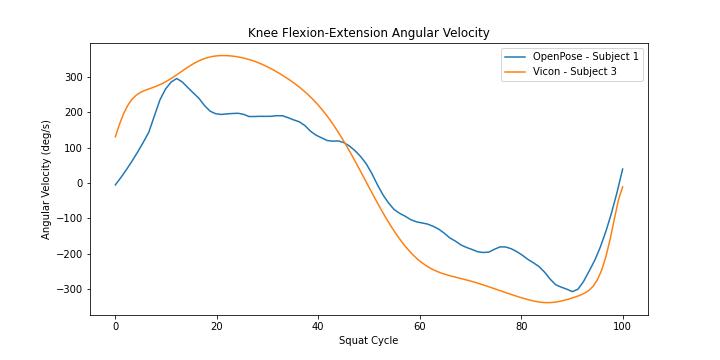 Knee Flexion-Extension Angular Velocity
OpenPose - Subject 1
Vicon - Subject 3
Angular Velocity (deg/s)
300
200
100
0
−100
−200
−300
0 20 40 60 80 100
Squat Cycle